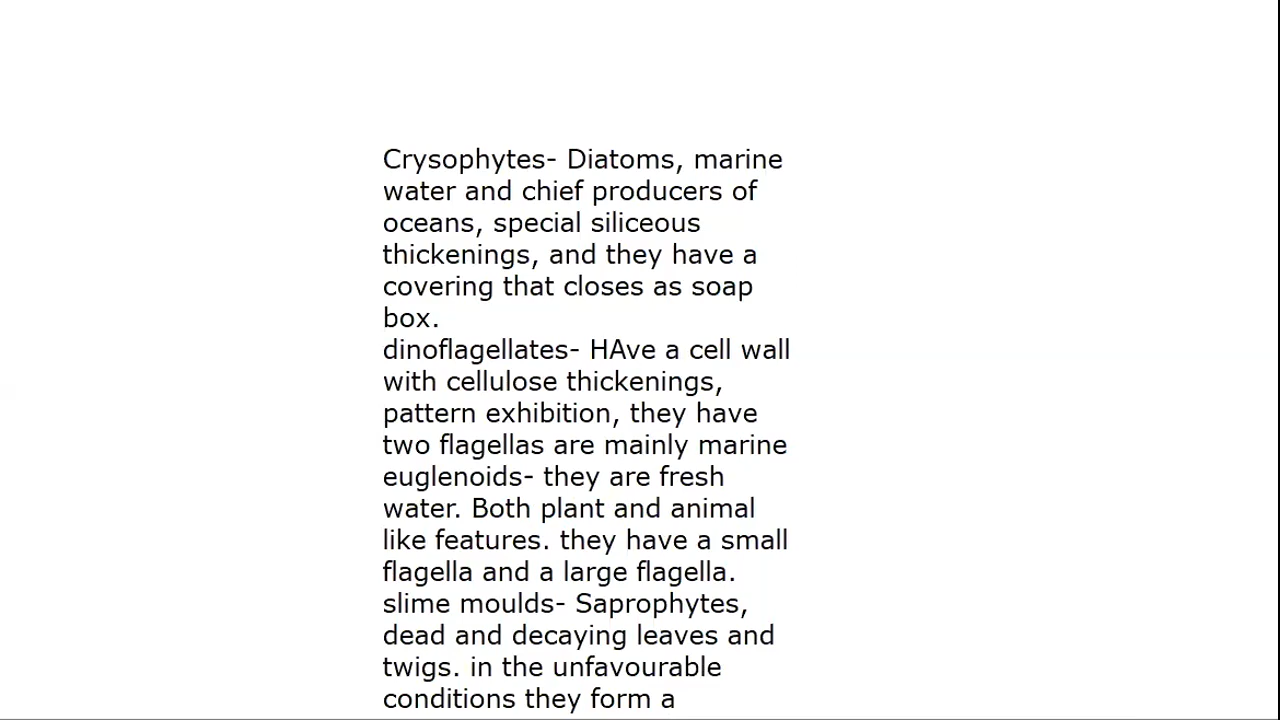 Crysophytes- Diatoms, marine
water and chief producers of
oceans, special siliceous
thickenings, and they have a
covering that closes as soap
box.
dinoflagellates- HAve a cell wall
with cellulose thickenings,
pattern exhibition, they have
two flagellas are mainly marine
euglenoids- they are fresh
water. Both plant and animal
like features. they have a small
flagella and a large flagella.
slime moulds- Saprophytes,
dead and decaying leaves and
twigs. in the unfavourable
conditions they form a